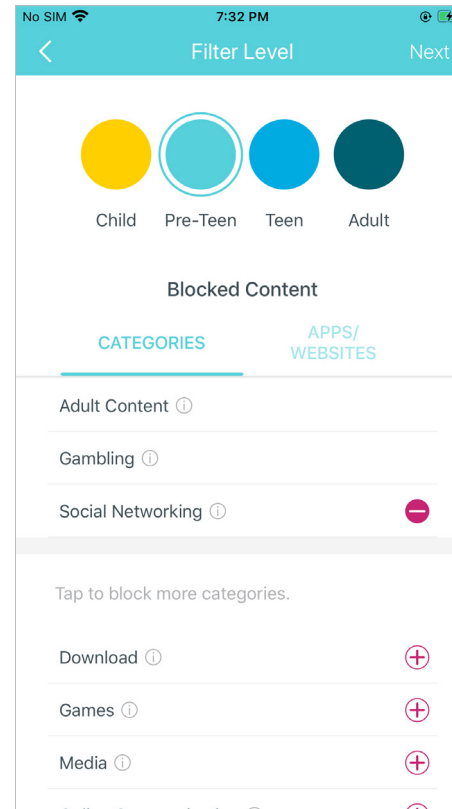 No SIM 7:32 PM
Filter Level Next
Child Pre-Teen Teen Adult
Blocked Content
CATEGORIES
APPS/
WEBSITES
Adult Content
Gambling
Social Networking
Tap to block more categories.
Download
Games
Media